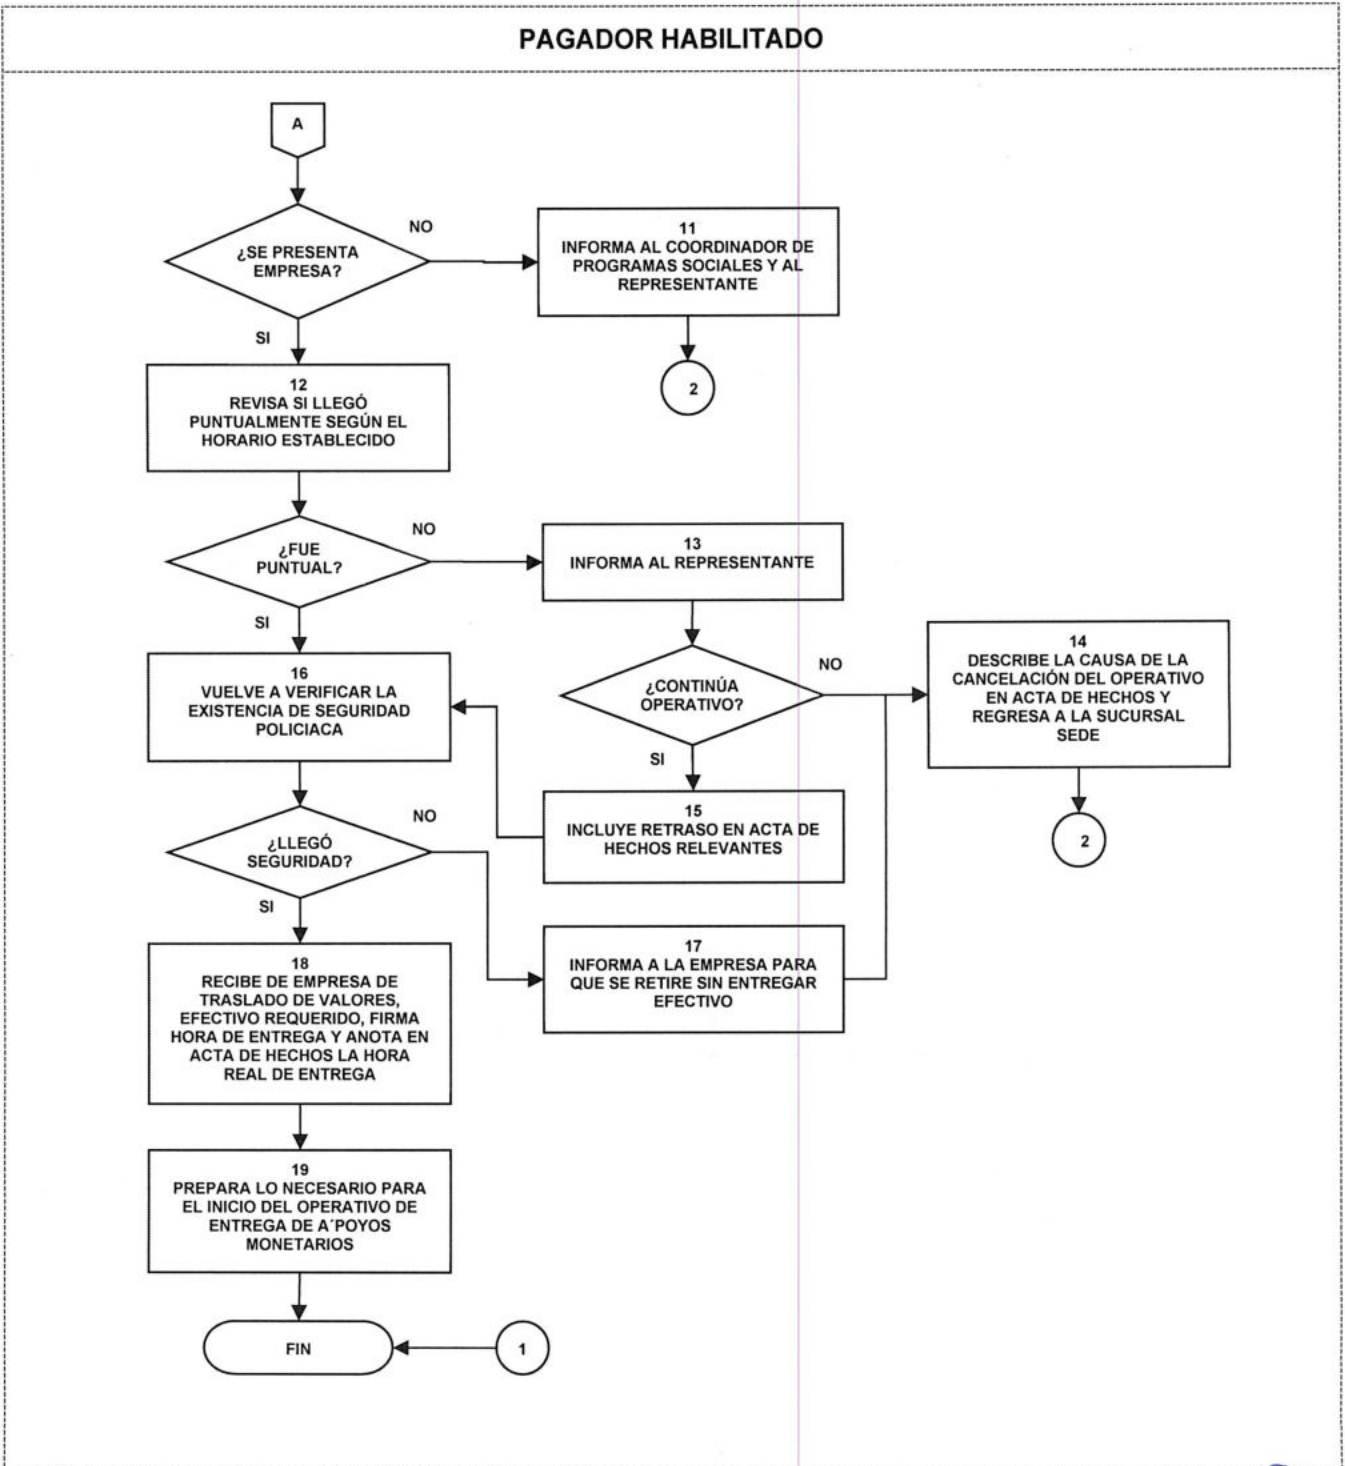 PAGADOR HABILITADO
A
¿SE PRESENTA
EMPRESA?
NO
11
INFORMA AL COORDINADOR DE
PROGRAMAS SOCIALES Y AL
REPRESENTANTE
2
SI
12
REVISA SI LLEGÓ
PUNTUALMENTE SEGÚN EL
HORARIO ESTABLECIDO
¿FUE
PUNTUAL?
NO
13
INFORMA AL REPRESENTANTE
SI
¿CONTINÚA
OPERATIVO?
NO
14
DESCRIBE LA CAUSA DE LA
CANCELACIÓN DEL OPERATIVO
EN ACTA DE HECHOS Y
REGRESA A LA SUCURSAL
SEDE
2
SI
15
INCLUYE RETRASO EN ACTA DE
HECHOS RELEVANTES
16
VUELVE A VERIFICAR LA
EXISTENCIA DE SEGURIDAD
POLICIACA
¿LLEGÓ
SEGURIDAD?
NO
17
INFORMA A LA EMPRESA PARA
QUE SE RETIRE SIN ENTREGAR
EFECTIVO
SI
18
RECIBE DE EMPRESA DE
TRASLADO DE VALORES,
EFECTIVO REQUERIDO, FIRMA
HORA DE ENTREGA Y ANOTA EN
ACTA DE HECHOS LA HORA
REAL DE ENTREGA
19
PREPARA LO NECESARIO PARA
EL INICIO DEL OPERATIVO DE
ENTREGA DE A´POYOS
MONETARIOS
FIN
1